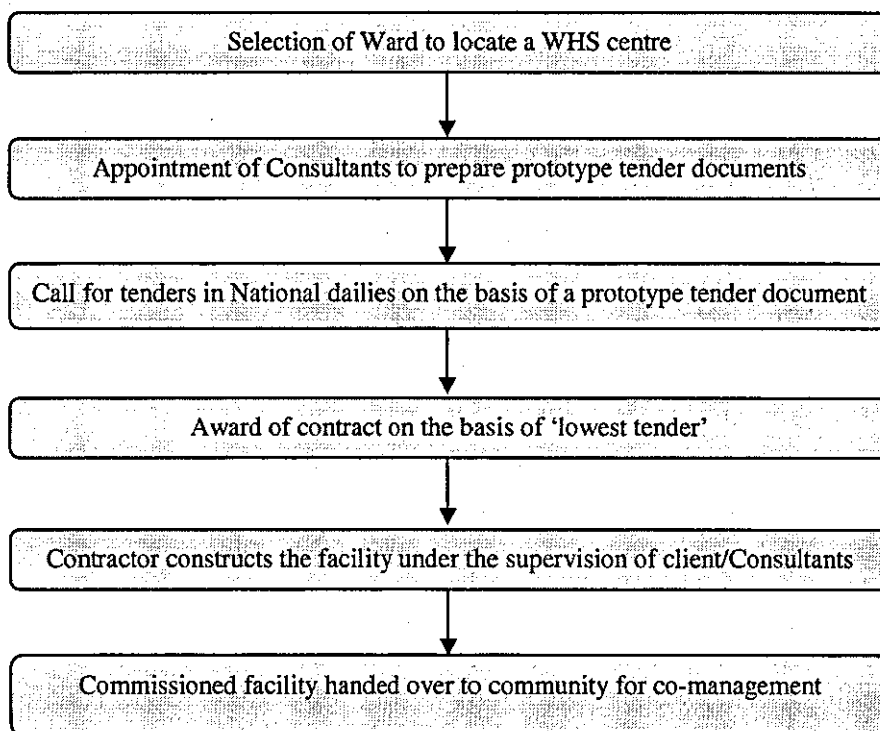 Selection of Ward to locate a WHS centre
Appointment of Consultants to prepare prototype tender documents
Call for tenders in National dailies on the basis of a prototype tender document
Award of contract on the basis of ‘lowest tender’
Contractor constructs the facility under the supervision of client/Consultants
Commissioned facility handed over to community for co-management